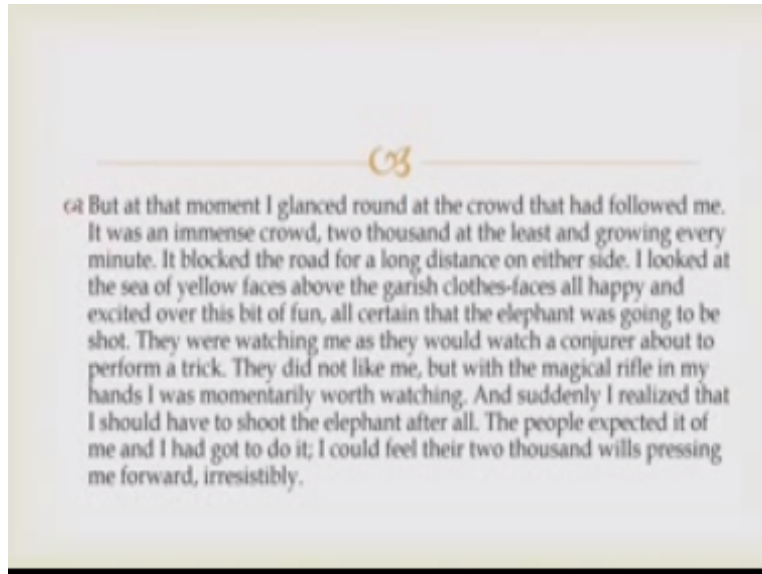 But at that moment I glanced round at the crowd that had followed me.
It was an immense crowd, two thousand at the least and growing every
minute. It blocked the road for a long distance on either side. I looked at
the sea of yellow faces above the garish clothes-faces all happy and
excited over this bit of fun, all certain that the elephant was going to be
shot. They were watching me as they would watch a conjurer about to
perform a trick. They did not like me, but with the magical rifle in my
hands I was momentarily worth watching. And suddenly I realized that
I should have to shoot the elephant after all. The people expected it of
me and I had got to do it; I could feel their two thousand wills pressing
me forward, irresistibly.